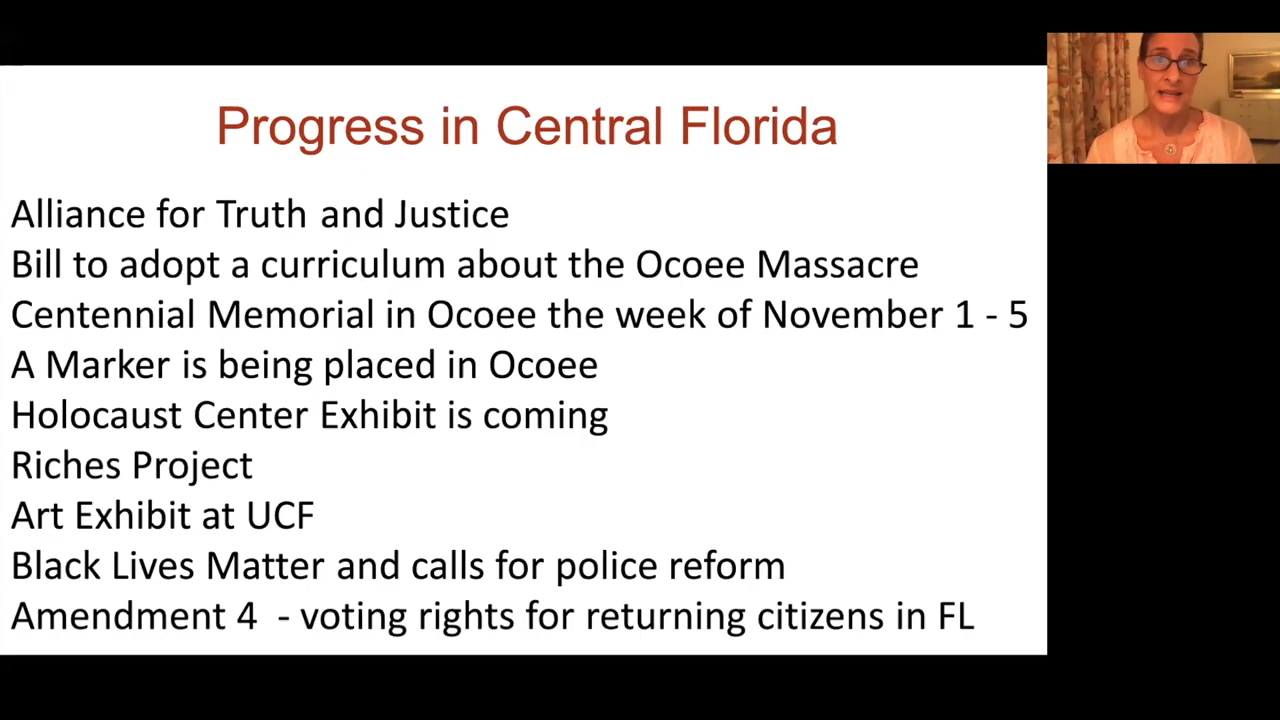 Progress in Central Florida
Alliance for Truth and Justice
Bill to adopt a curriculum about the Ocoee Massacre
Centennial Memorial in Ocoee the week of November 1 - 5
A Marker is being placed in Ocoee
Holocaust Center Exhibit is coming
Riches Project
Art Exhibit at UCF
Black Lives Matter and calls for police reform
Amendment 4 - voting rights for returning citizens in FL